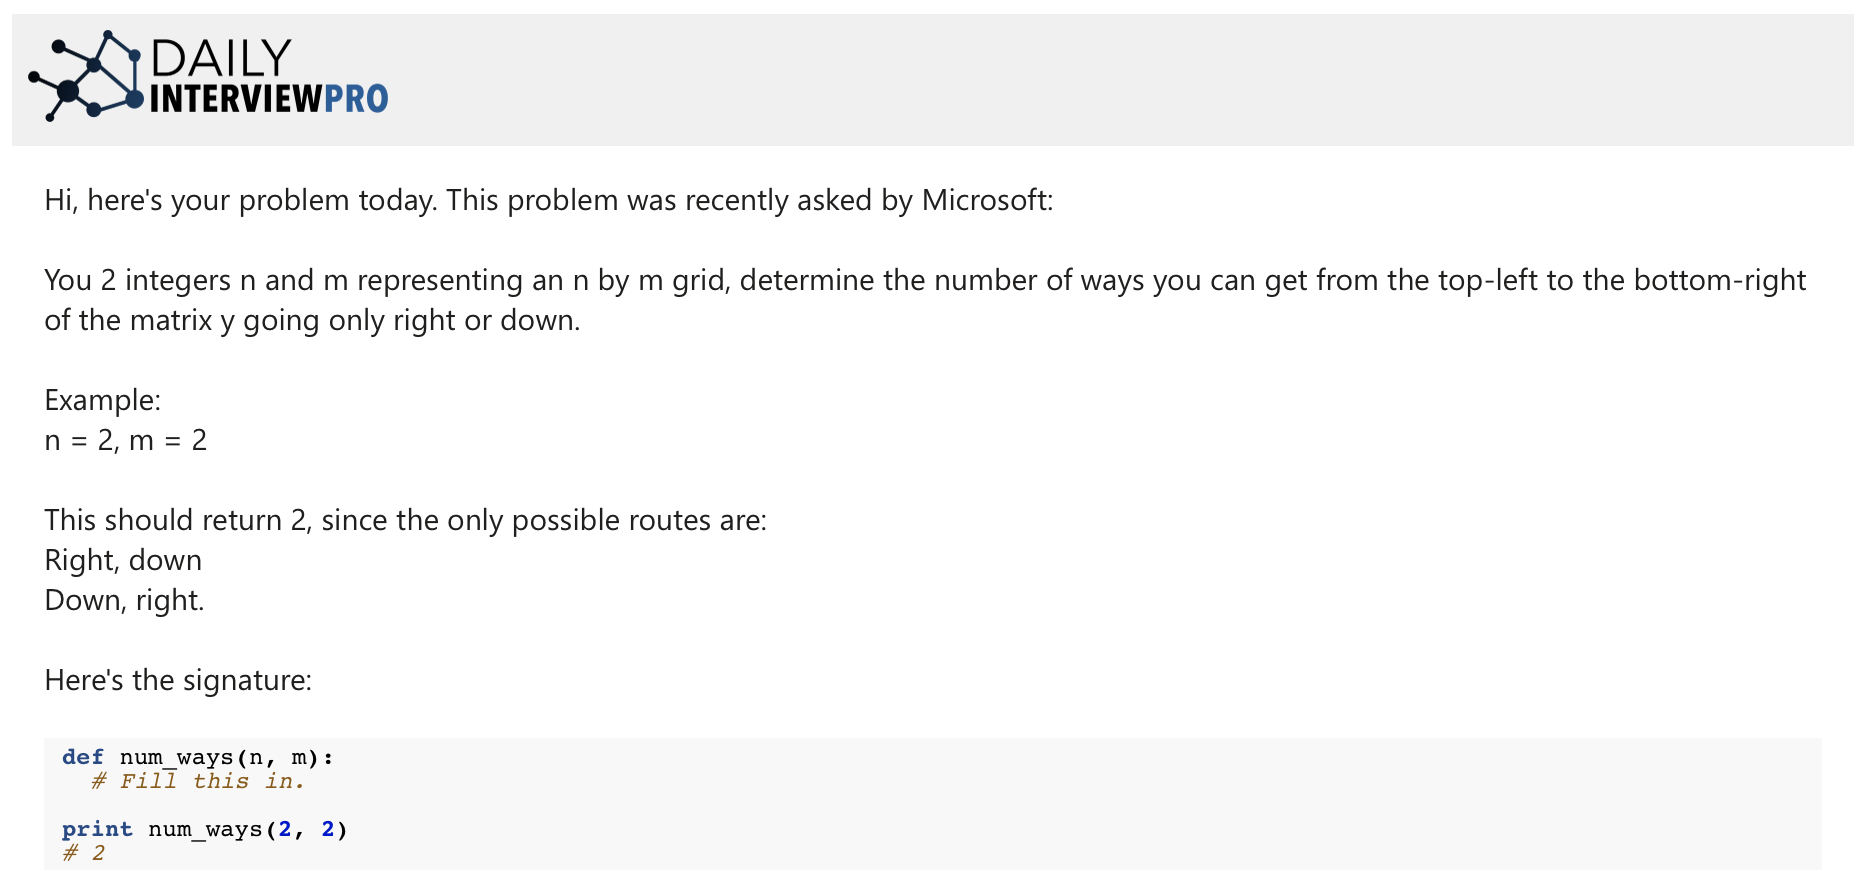 DAILY
INTERVIEWPRO
Hi, here's your problem today. This problem was recently asked by Microsoft:
You 2 integers n and m representing an n by m grid, determine the number of ways you can get from the top-left to the bottom-right
of the matrix y going only right or down.
Example:
n = 2, m = 2
This should return 2, since the only possible routes are:
Right, down
Down, right.
Here's the signature:
def num_ways(n, m):
  # Fill this in.
print num_ways(2, 2)
# 2